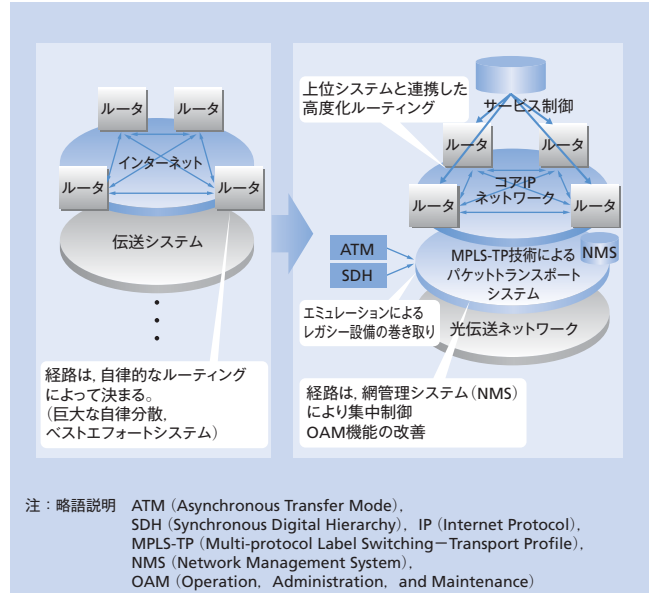 ルータ ルータ
インターネット
ルータ ルータ
伝送システム
経路は，自律的なルーティング
によって決まる。
（巨大な自律分散，
ベストエフォートシステム）
上位システムと連携した
高度化ルーティング
サービス制御
ルータ ルータ
コアIP
ネットワーク
ルータ ルータ
ATM
SDH
MPLS-TP技術による
パケットトランスポート
システム
NMS
エミュレーションによる
レガシー設備の巻き取り
光伝送ネットワーク
経路は，網管理システム（NMS）
により集中制御
OAM機能の改善
注：略語説明 ATM（Asynchronous Transfer Mode），
SDH（Synchronous Digital Hierarchy），IP（Internet Protocol），
MPLS-TP（Multi-protocol Label Switching－Transport Profile），
NMS（Network Management System），
OAM（Operation，Administration，and Maintenance）